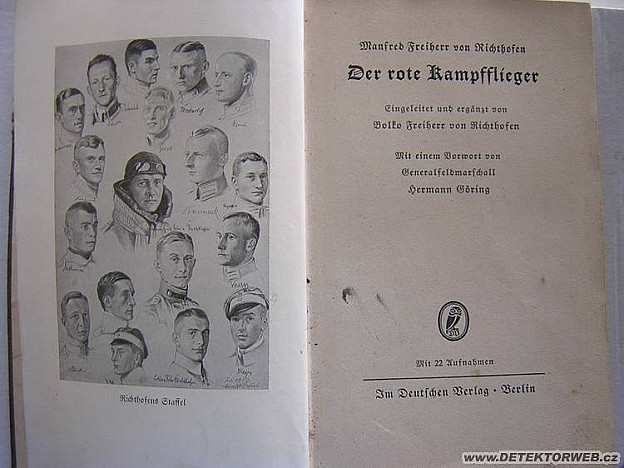 Richthofens Staffel
Manfred Freiherr von Richthofen
Der rote Kampfflieger
Eingeleitet und ergänzt von
Bolko Freiherr von Richthofen
Mit einem Vorwort von
Generalfeldmarschall
Hermann Göring
Mit 22 Aufnahmen
Im Deutschen Verlag · Berlin
www.DETEKTORWEB.cz